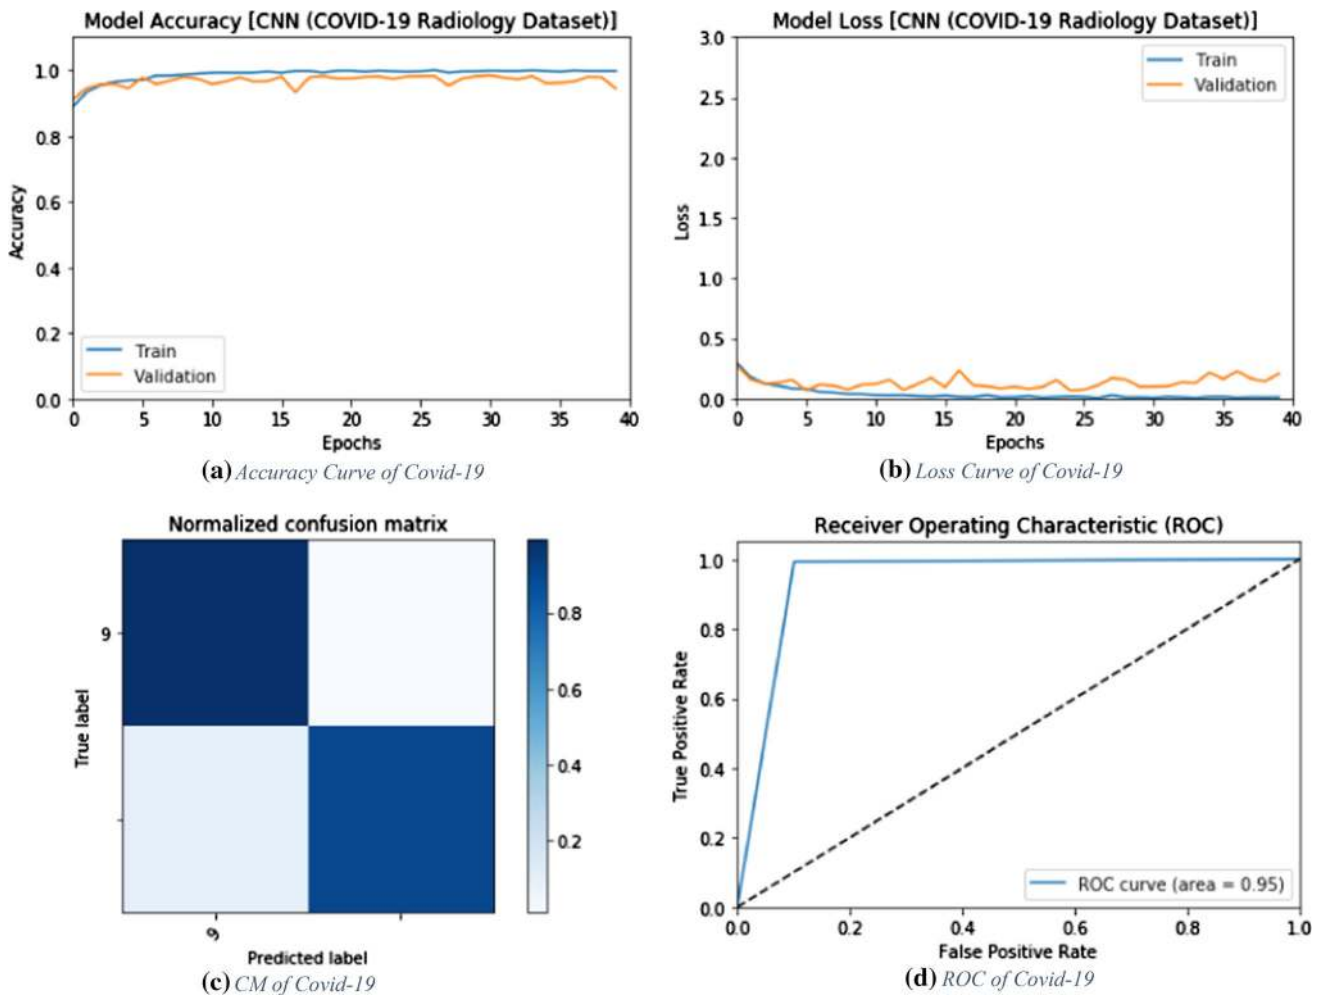 Model Accuracy [CNN (COVID-19 Radiology Dataset)]
1.0
0.8
0.6
0.4
0.2
0.0
Accuracy
Train
Validation
0 5 10 15 20 25 30 35 40
Epochs
(a) Accuracy Curve of Covid-19
Model Loss [CNN (COVID-19 Radiology Dataset)]
3.0
2.5
2.0
1.5
1.0
0.5
0.0
Loss
Train
Validation
0 5 10 15 20 25 30 35 40
Epochs
(b) Loss Curve of Covid-19
Normalized confusion matrix
9
True label
9
Predicted label
0.8
0.6
0.4
0.2
(c) CM of Covid-19
Receiver Operating Characteristic (ROC)
1.0
0.8
0.6
0.4
0.2
0.0
True Positive Rate
ROC curve (area = 0.95)
0.0 0.2 0.4 0.6 0.8 1.0
False Positive Rate
(d) ROC of Covid-19